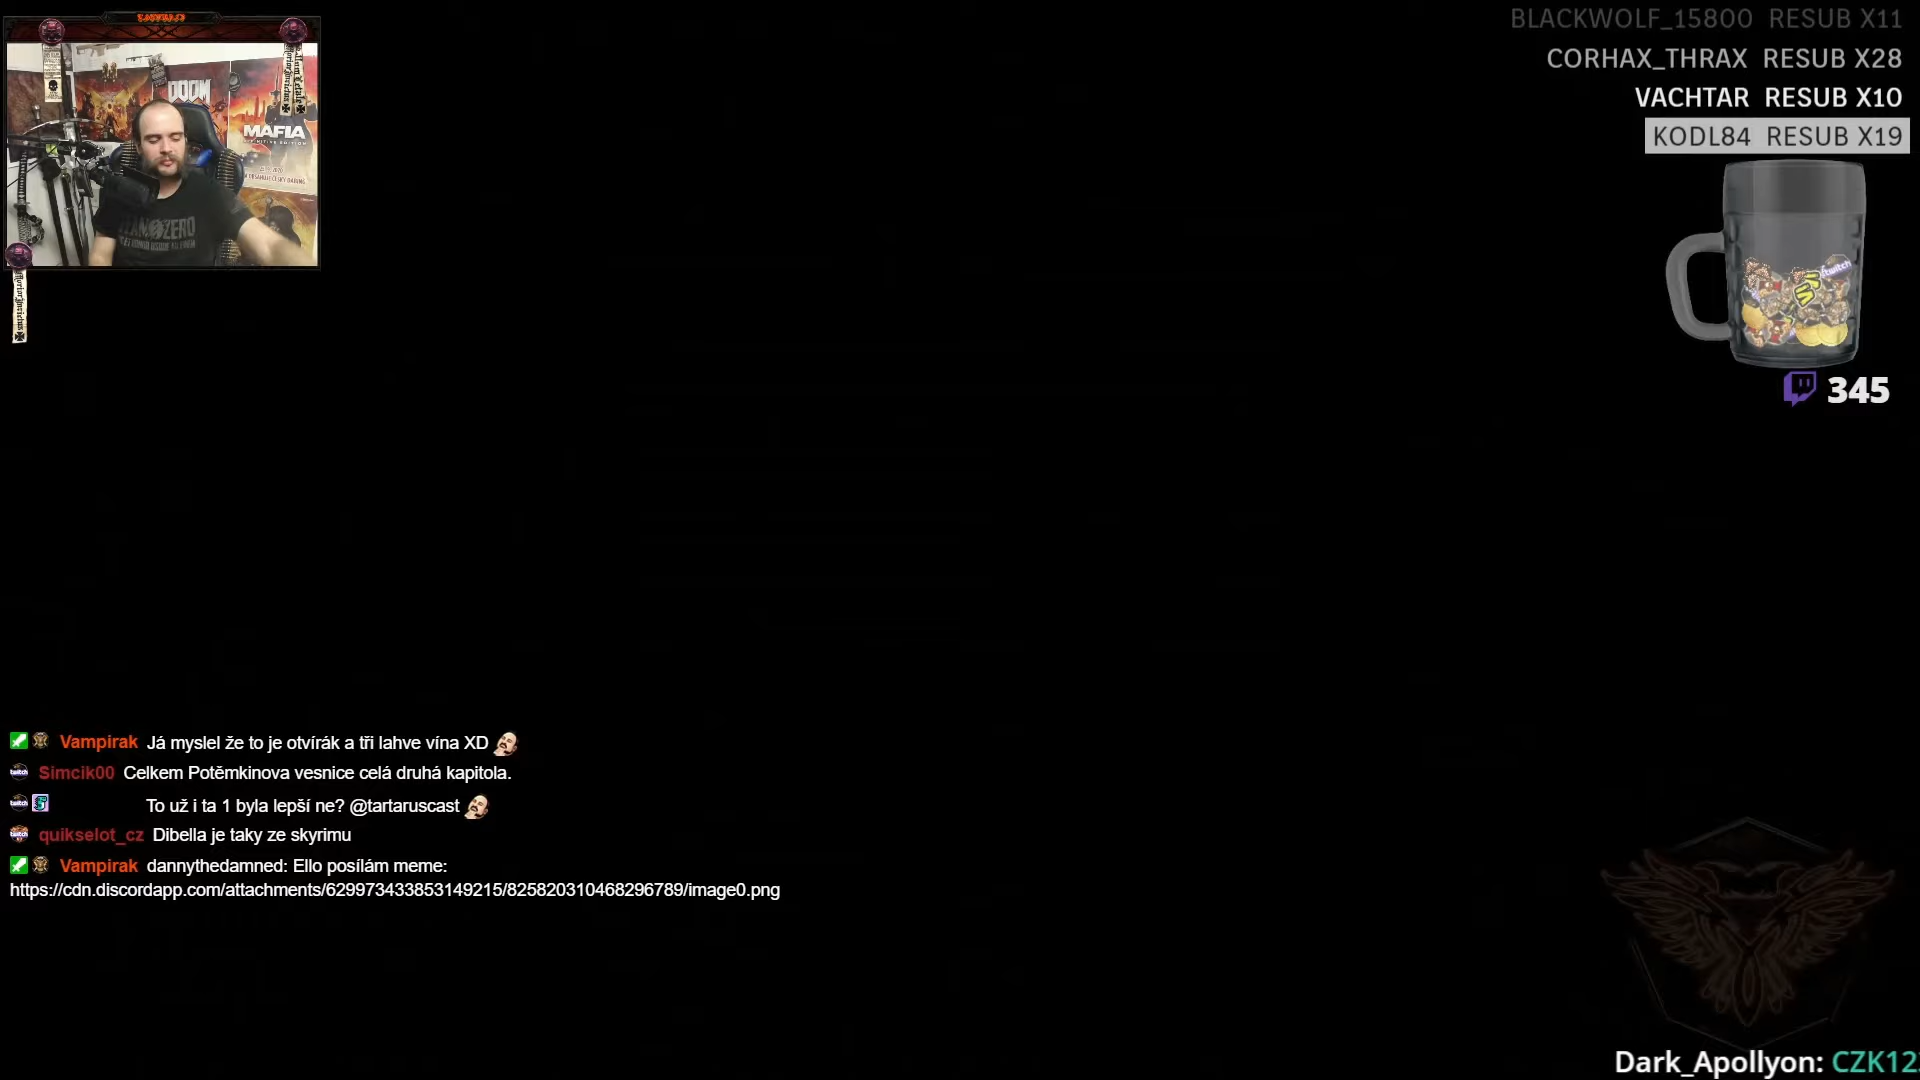 BLACKWOLF_15800 RESUB X11
CORHAX_THRAX RESUB X28
VACHTAR RESUB X10
KODL84 RESUB X19
DOOM
MAFIA
twitch
345
Vampirak Já myslel že to je otvírák a tři lahve vína XD
Simcik00 Celkem Potěmkinova vesnice celá druhá kapitola.
To už i ta 1 byla lepší ne? @tartaruscast
quikselot_cz Dibella je taky ze skyrimu
Vampirak dannythedamned: Ello posílám meme:
https://cdn.discordapp.com/attachments/629973433853149215/825820310468296789/image0.png
Dark_Apollyon: CZK12